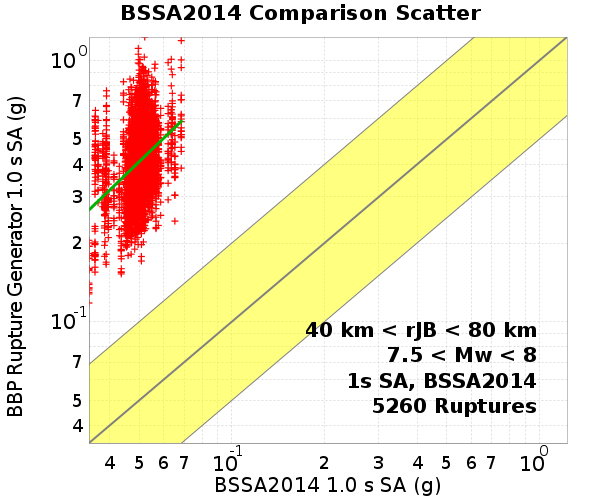 BSSA2014 Comparison Scatter
BBP Rupture Generator 1.0 s SA (g)
10^0
7
5
4
3
2
10^-1
7
5
4
40 km < rJB < 80 km
7.5 < Mw < 8
1s SA, BSSA2014
5260 Ruptures
4 5 6 7 10^-1 2 3 4 5 6 7 10^0
BSSA2014 1.0 s SA (g)